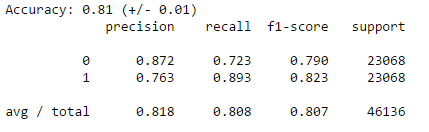 Accuracy: 0.81 (+/- 0.01)
precision recall f1-score support
0 0.872 0.723 0.790 23068
1 0.763 0.893 0.823 23068
avg / total 0.818 0.808 0.807 46136